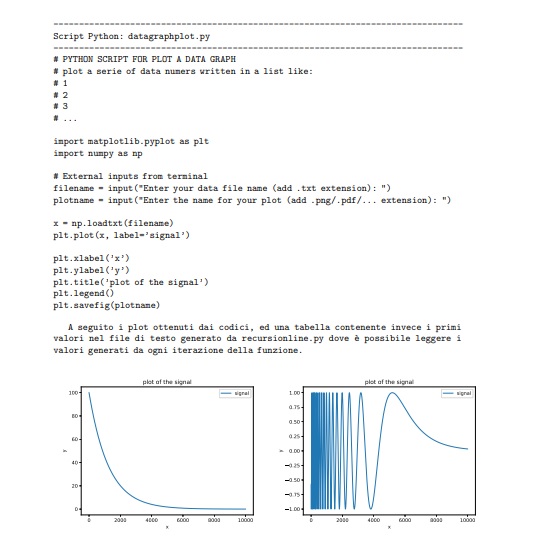 -------------------------------------------------------------------------
Script Python: datagraphplot.py
-------------------------------------------------------------------------
# PYTHON SCRIPT FOR PLOT A DATA GRAPH
# plot a serie of data numers written in a list like:
# 1
# 2
# 3
# ...
import matplotlib.pyplot as plt
import numpy as np
# External inputs from terminal
filename = input("Enter your data file name (add .txt extension): ")
plotname = input("Enter the name for your plot (add .png/.pdf/... extension): ")
x = np.loadtxt(filename)
plt.plot(x, label='signal')
plt.xlabel('x')
plt.ylabel('y')
plt.title('plot of the signal')
plt.legend()
plt.savefig(plotname)
A seguito i plot ottenuti dai codici, ed una tabella contenente invece i primi
valori nel file di testo generato da recursionline.py dove è possibile leggere i
valori generati da ogni iterazione della funzione.
plot of the signal
signal
100
80
60
40
20
0
y
0 2000 4000 6000 8000 10000
x
plot of the signal
signal
1.00
0.75
0.50
0.25
0.00
−0.25
−0.50
−0.75
−1.00
y
0 2000 4000 6000 8000 10000
x